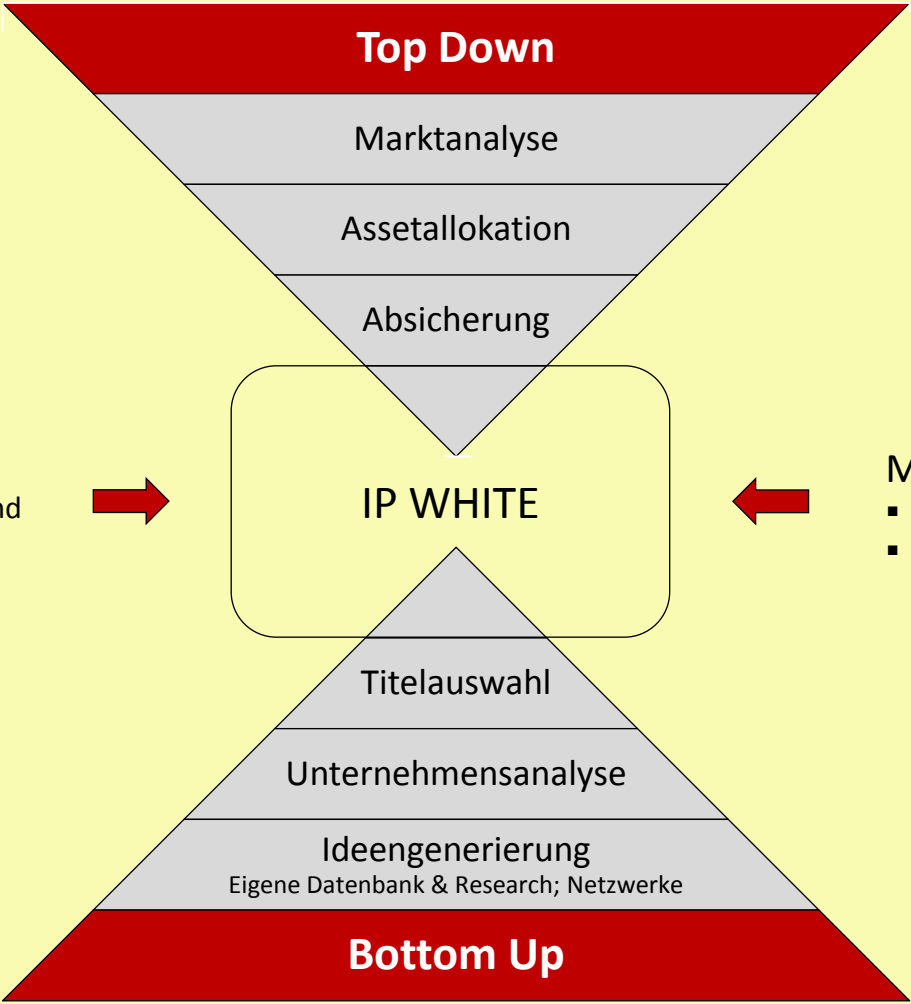 Top Down
Marktanalyse
Assetallokation
Absicherung
IP WHITE
Titelauswahl
Unternehmensanalyse
Ideengenerierung
Eigene Datenbank & Research; Netzwerke
Bottom Up